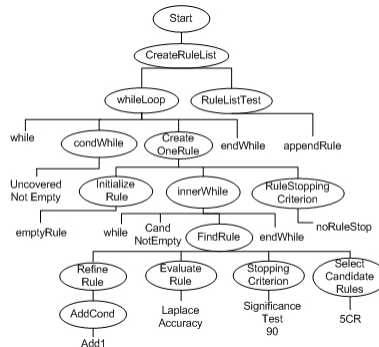 Start
CreateRuleList
whileLoop
RuleListTest
while
condWhile
Create
OneRule
endWhile
appendRule
Uncovered
Not Empty
Initialize
Rule
innerWhile
RuleStopping
Criterion
emptyRule
while
Cand
NotEmpty
FindRule
endWhile
noRuleStop
Refine
Rule
Evaluate
Rule
Stopping
Criterion
Select
Candidate
Rules
AddCond
Laplace
Accuracy
Significance
Test
90
5CR
Add1